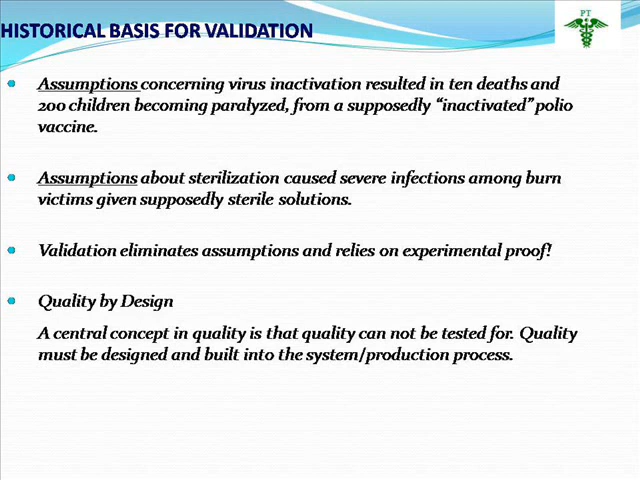 PT
HISTORICAL BASIS FOR VALIDATION
Assumptions concerning virus inactivation resulted in ten deaths and
200 children becoming paralyzed, from a supposedly “inactivated” polio
vaccine.
Assumptions about sterilization caused severe infections among burn
victims given supposedly sterile solutions.
Validation eliminates assumptions and relies on experimental proof!
Quality by Design
A central concept in quality is that quality can not be tested for. Quality
must be designed and built into the system/production process.